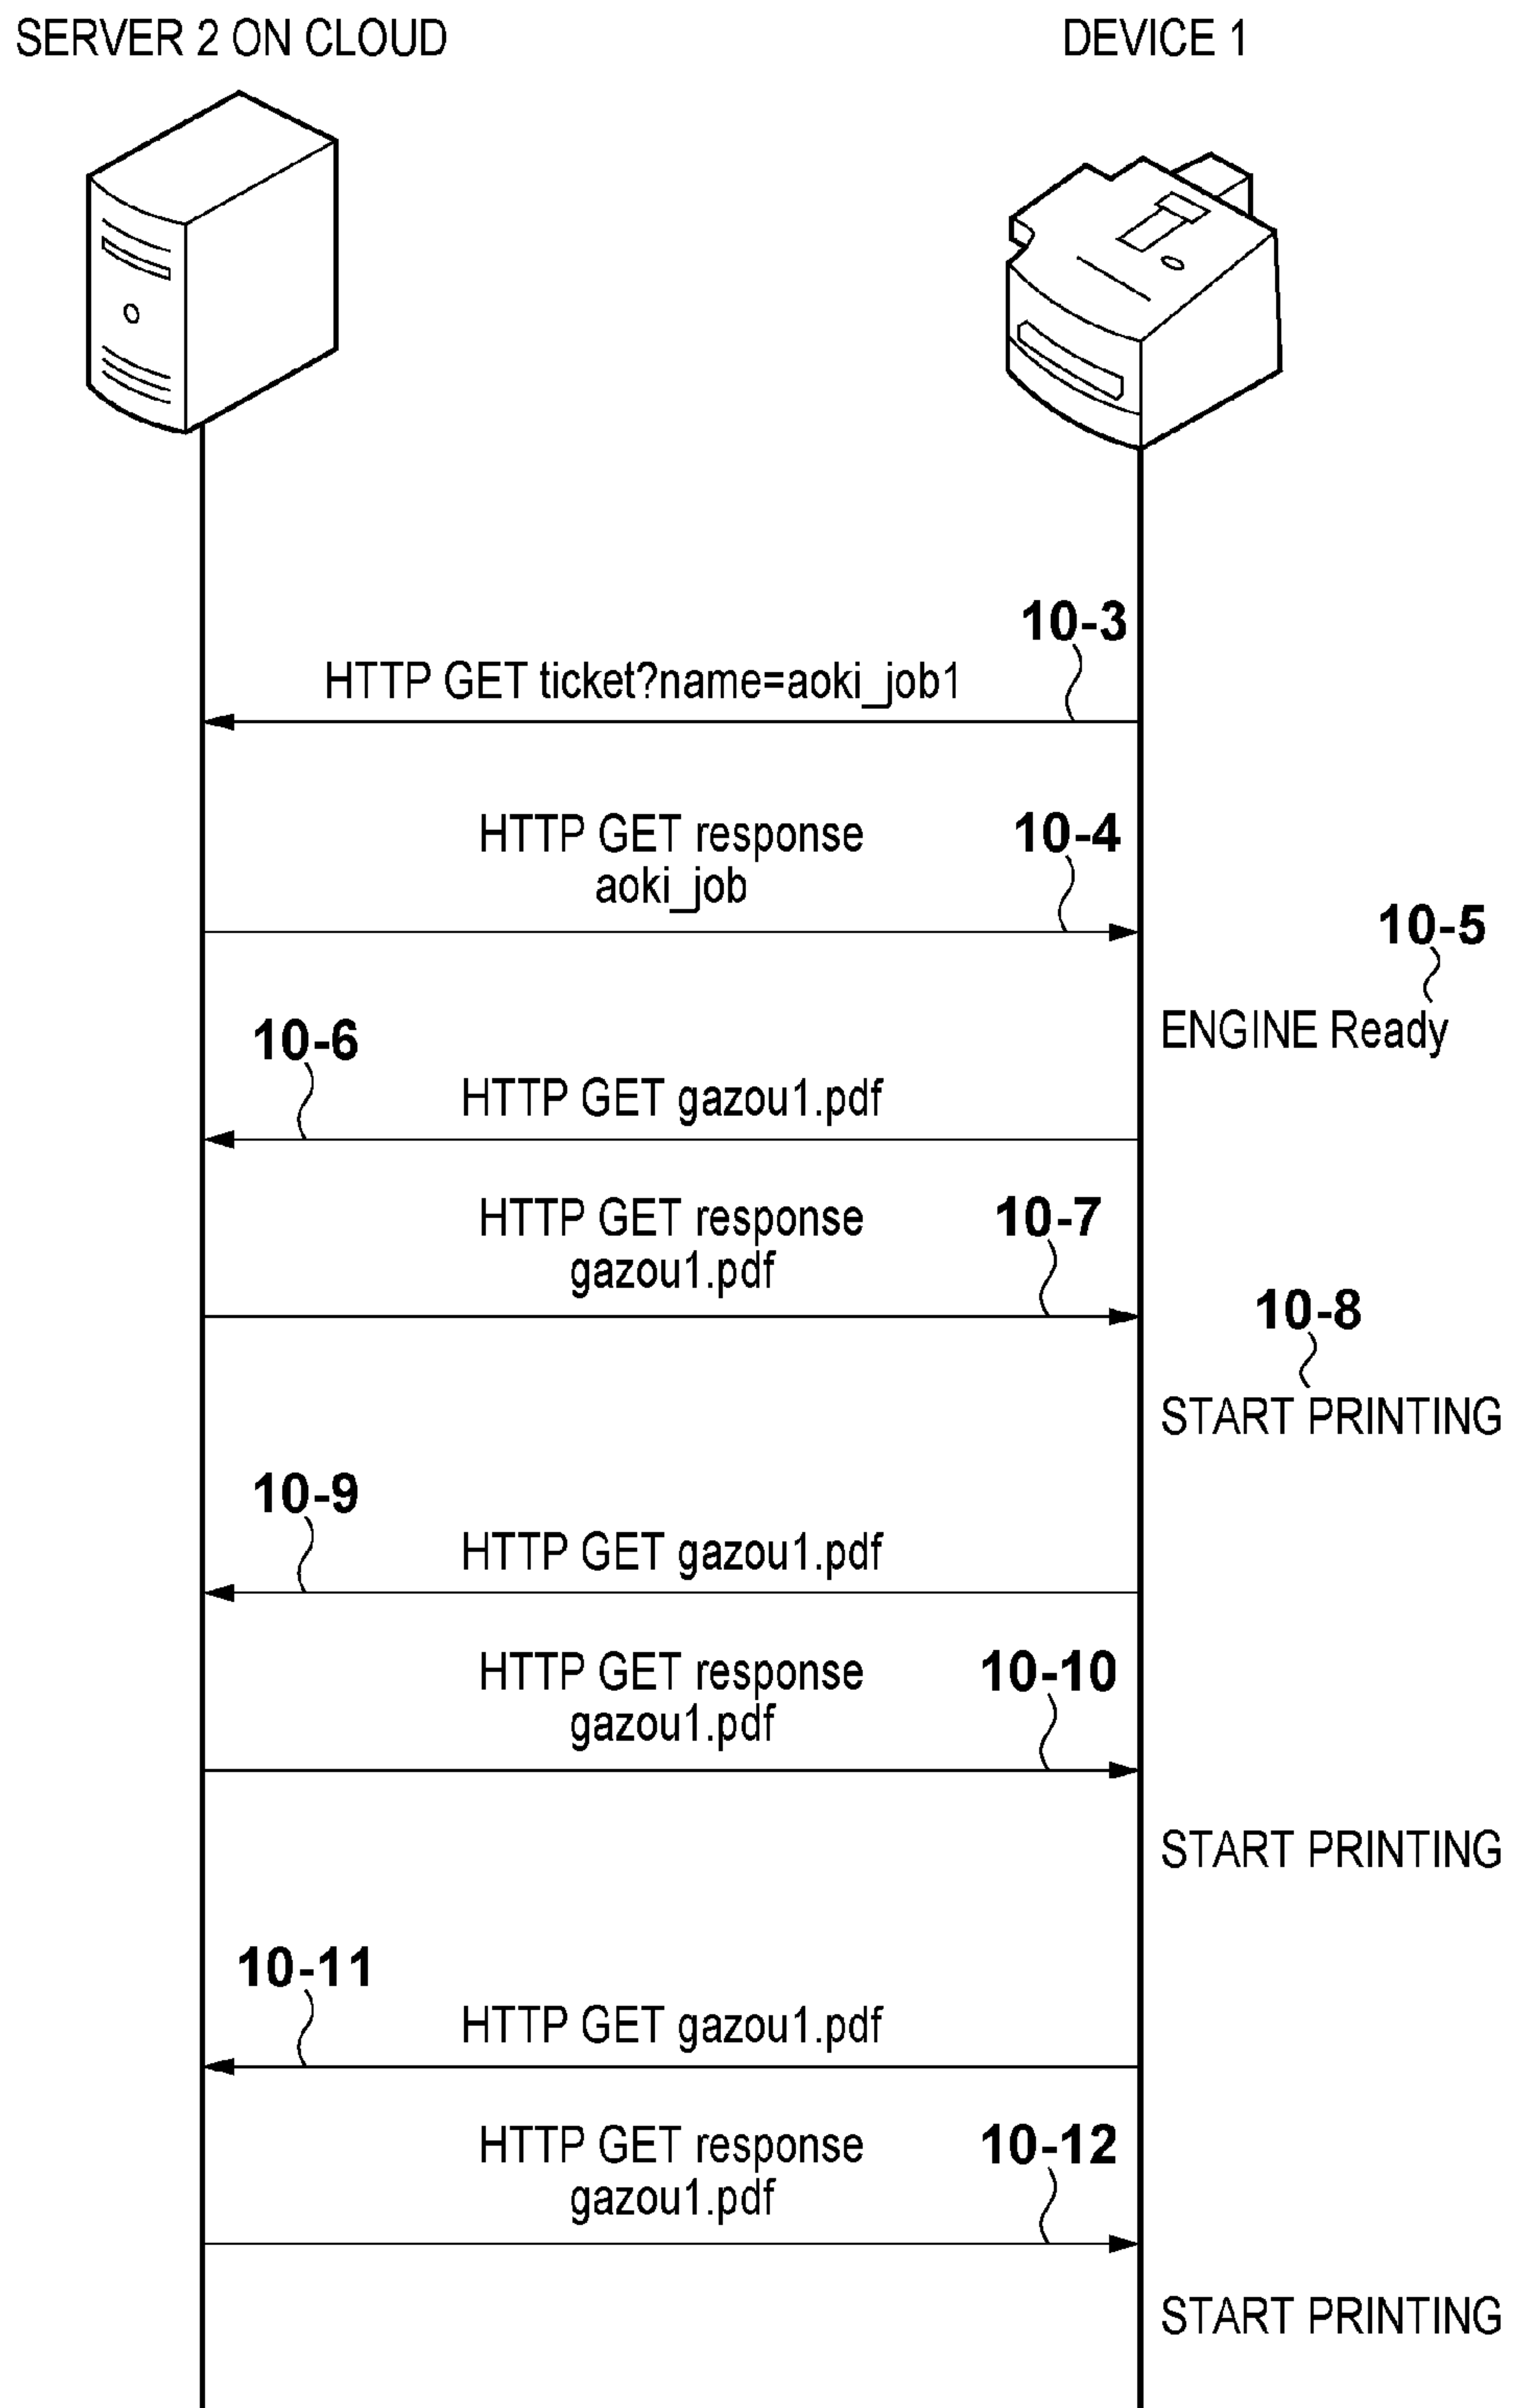 SERVER 2 ON CLOUD
DEVICE 1
10-3
HTTP GET ticket?name=aoki_job1
HTTP GET response
aoki_job
10-4
10-5
ENGINE Ready
10-6
HTTP GET gazou1.pdf
HTTP GET response
gazou1.pdf
10-7
10-8
START PRINTING
10-9
HTTP GET gazou1.pdf
HTTP GET response
gazou1.pdf
10-10
START PRINTING
10-11
HTTP GET gazou1.pdf
HTTP GET response
gazou1.pdf
10-12
START PRINTING